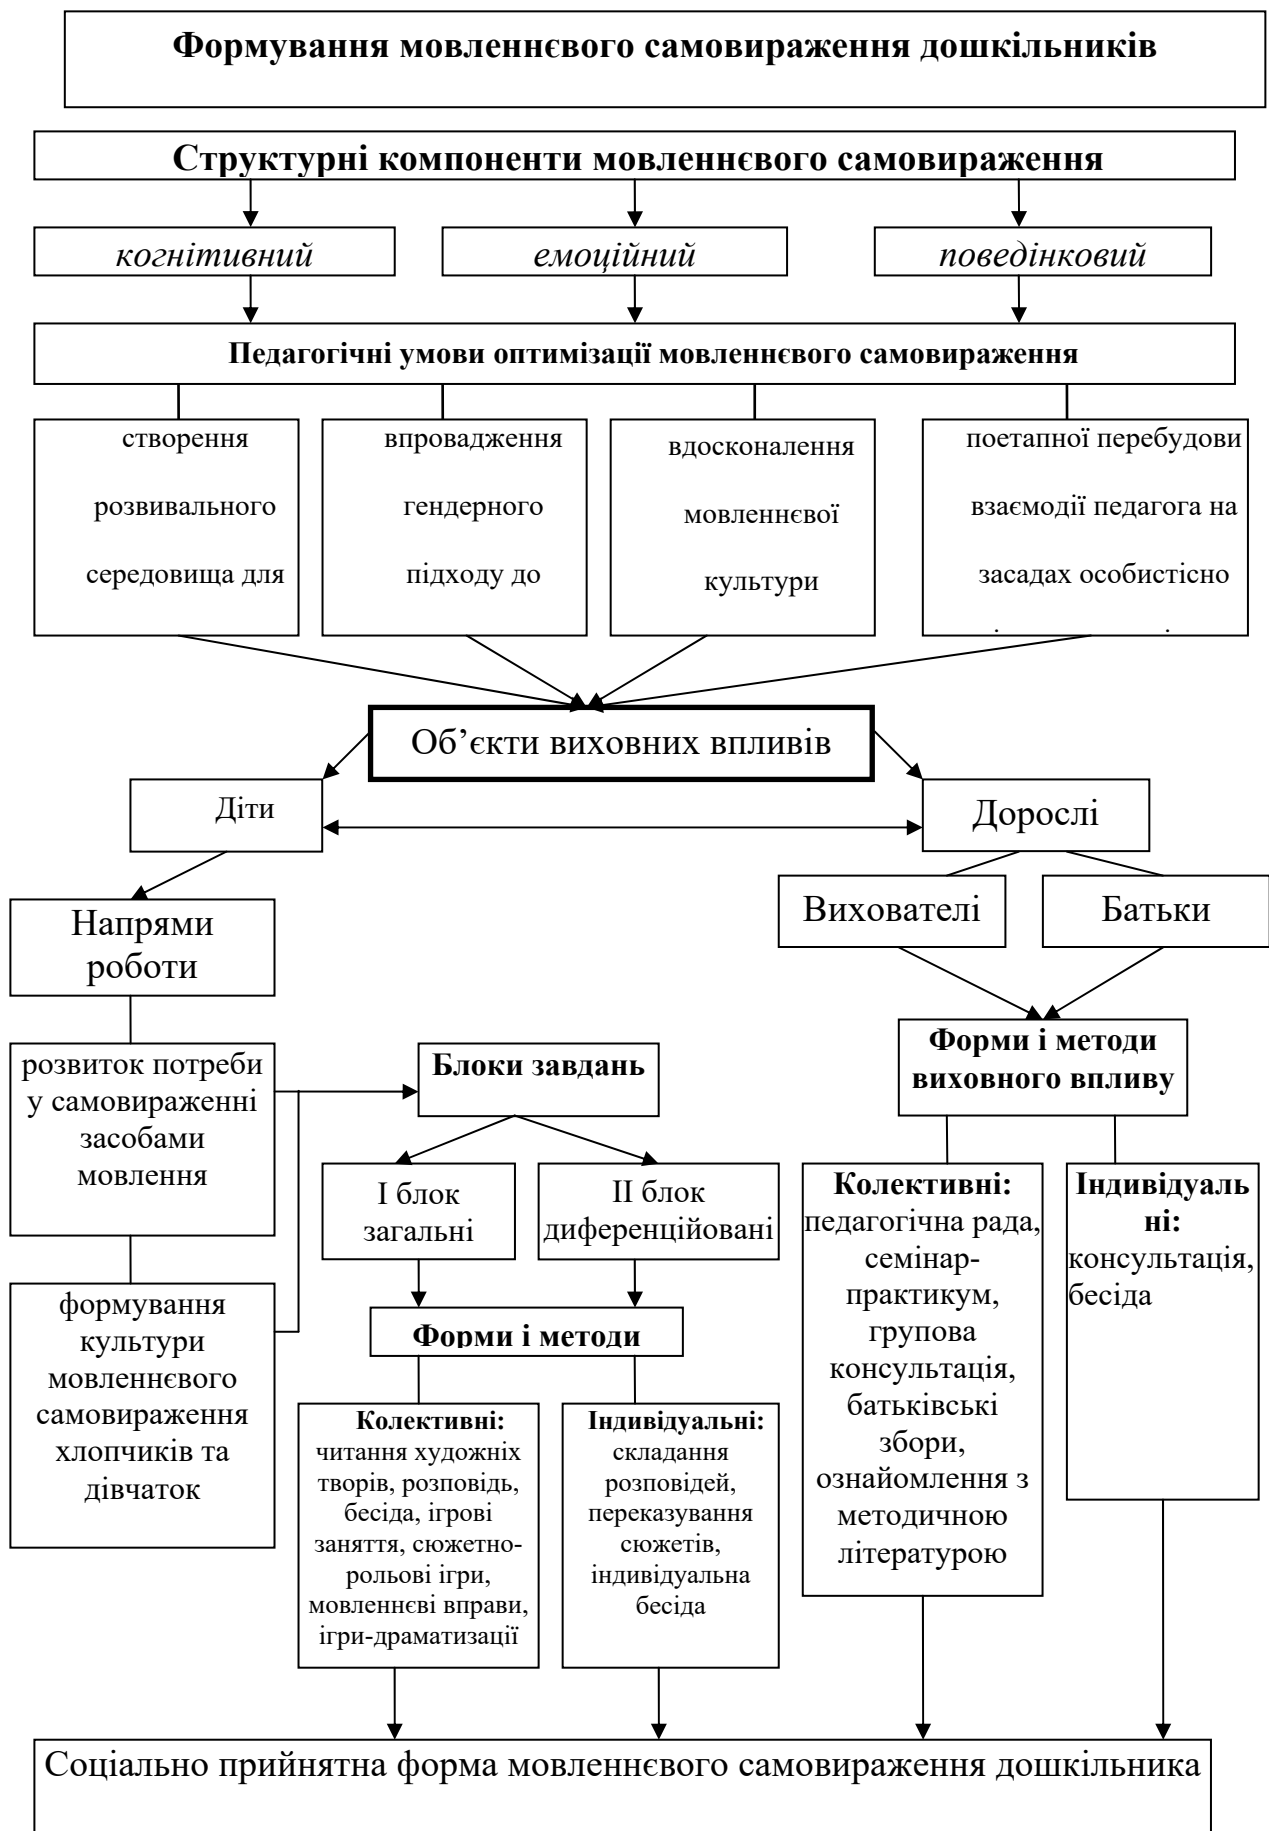 Формування мовленнєвого самовираження дошкільників
Структурні компоненти мовленнєвого самовираження
когнітивний
емоційний
поведінковий
Педагогічні умови оптимізації мовленнєвого самовираження
створення
розвивального
середовища для
впровадження
гендерного
підходу до
вдосконалення
мовленнєвої
культури
поетапної перебудови
взаємодії педагога на
засадах особистісно
Об’єкти виховних впливів
Діти
Дорослі
Вихователі
Батьки
Напрями
роботи
розвиток потреби
у самовираженні
засобами
мовлення
формування
культури
мовленнєвого
самовираження
хлопчиків та
дівчаток
Блоки завдань
І блок
загальні
ІІ блок
диференційовані
Форми і методи
Колективні:
читання художніх
творів, розповідь,
бесіда, ігрові
заняття, сюжетно-
рольові ігри,
мовленнєві вправи,
ігри-драматизації
Індивідуальні:
складання
розповідей,
переказування
сюжетів,
індивідуальна
бесіда
Форми і методи
виховного впливу
Колективні:
педагогічна рада,
семінар-
практикум,
групова
консультація,
батьківські
збори,
ознайомлення з
методичною
літературою
Індивідуаль
ні:
консультація,
бесіда
Соціально прийнятна форма мовленнєвого самовираження дошкільника